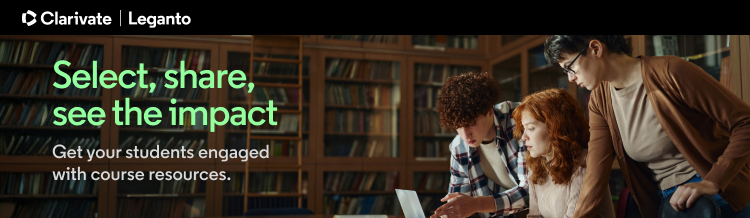 Clarivate | Leganto
Select, share,
see the impact
Get your students engaged
with course resources.